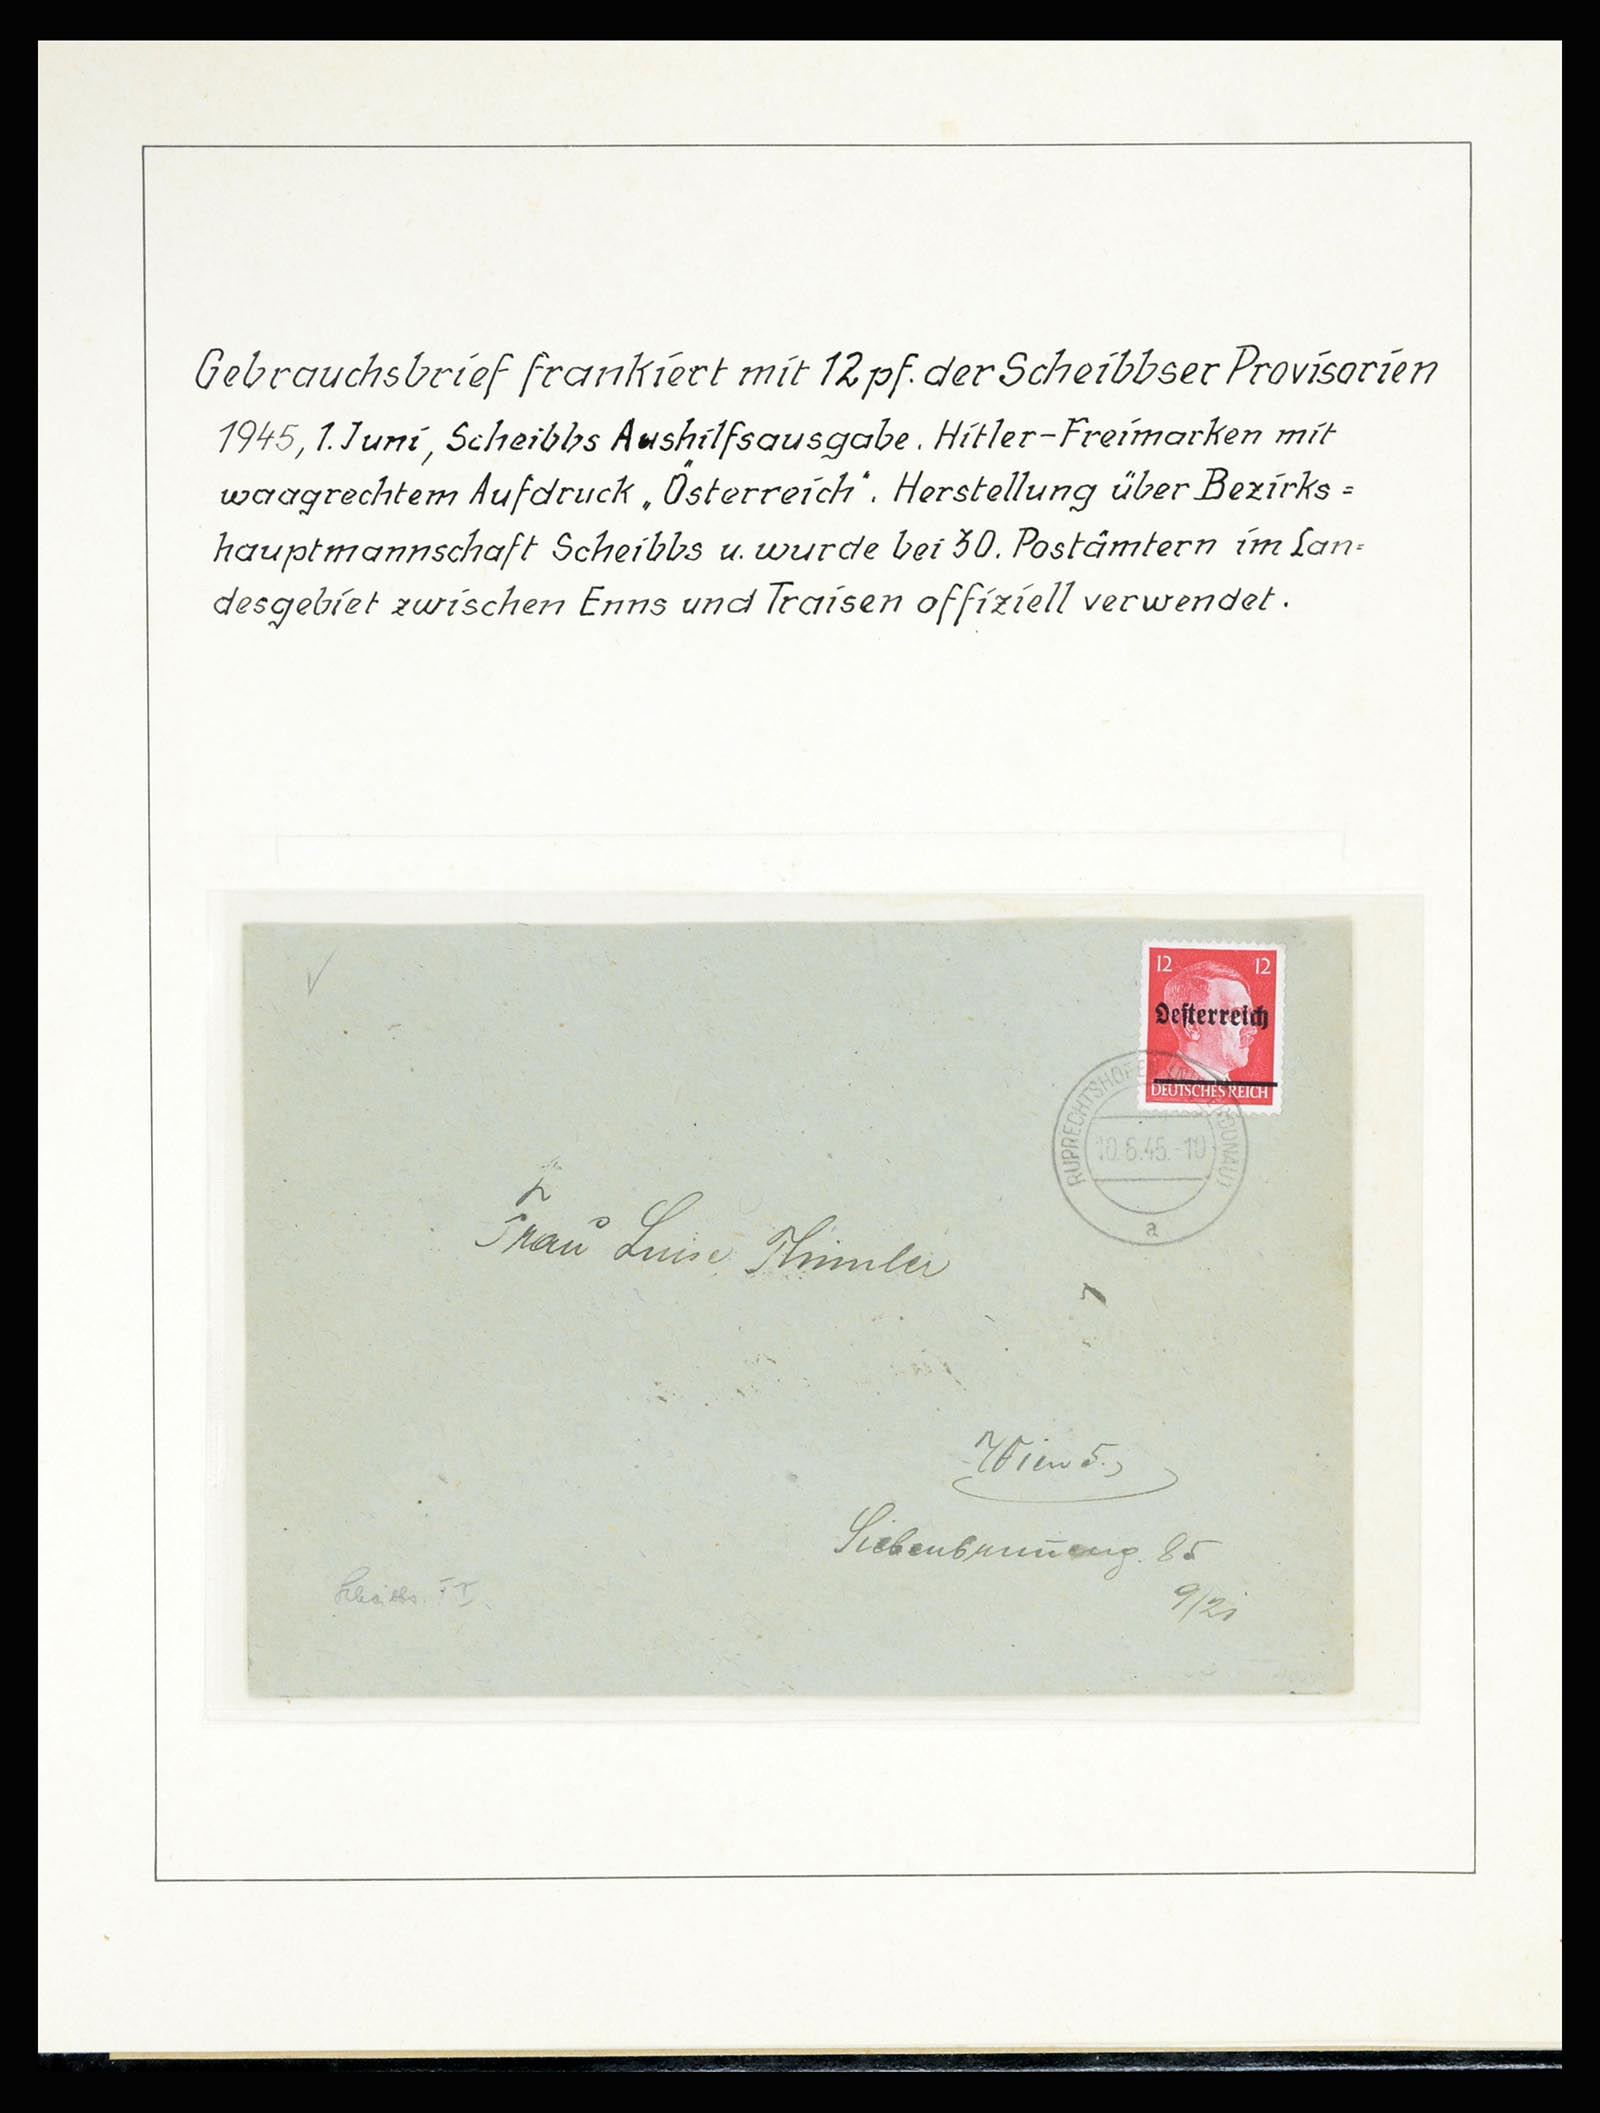 Gebrauchsbrief frankiert mit 12 pf. der Scheibbser Provisorien
1945, 1. Juni, Scheibbs Aushilfsausgabe. Hitler-Freimarken mit
waagrechtem Aufdruck „Österreich". Herstellung über Bezirks=
hauptmannschaft Scheibbs u. wurde bei 30. Postämtern im Lan=
desgebiet zwischen Enns und Traisen offiziell verwendet.
12 12
Oesterreich
DEUTSCHES REICH
RUPRECHTSHOFEN
10.6.45.-10
a
Frau Luise
Wien 5.
Siebenbrunneng. 85
9/21
Scheibbs